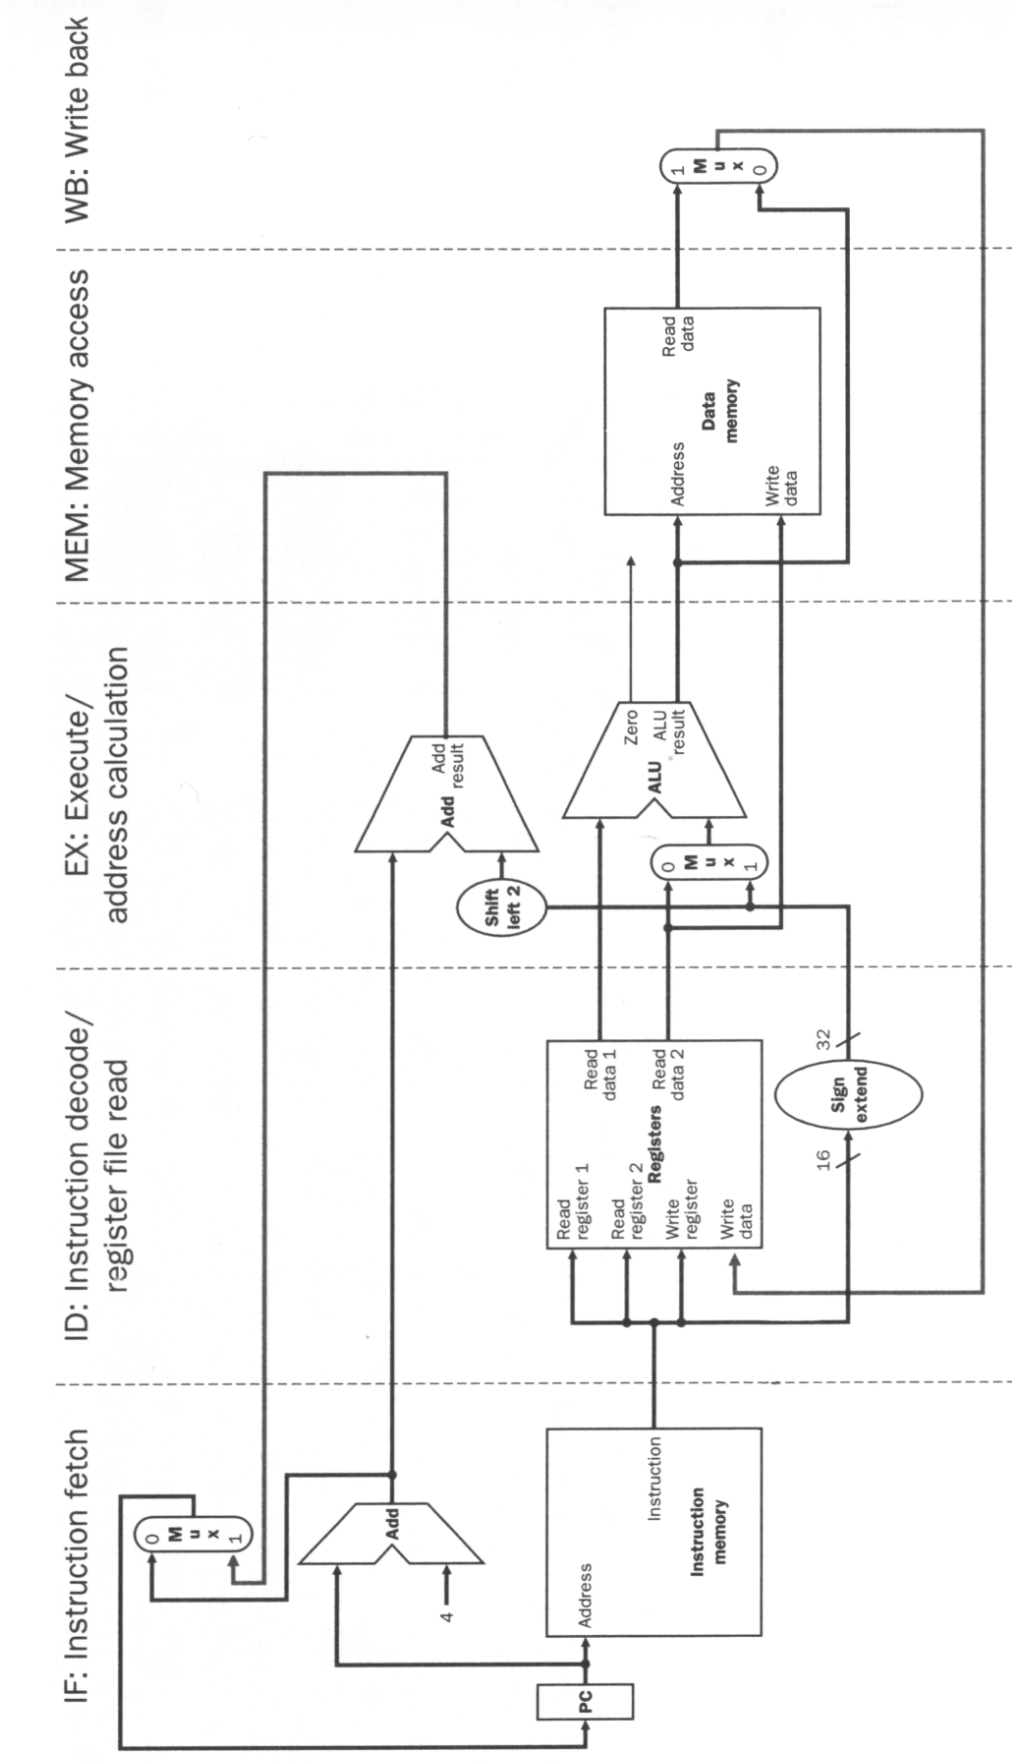 IF: Instruction fetch
ID: Instruction decode/
register file read
EX: Execute/
address calculation
MEM: Memory access
WB: Write back
0
M
u
x
1
Add
4
PC
Address
Instruction
Instruction
memory
Read
register 1
Read
register 2
Write
register
Write
data
Registers
Read
data 1
Read
data 2
16
Sign
extend
32
Shift
left 2
Add
Add
result
0
M
u
x
1
ALU
Zero
ALU
result
Address
Write
data
Data
memory
Read
data
1
M
u
x
0